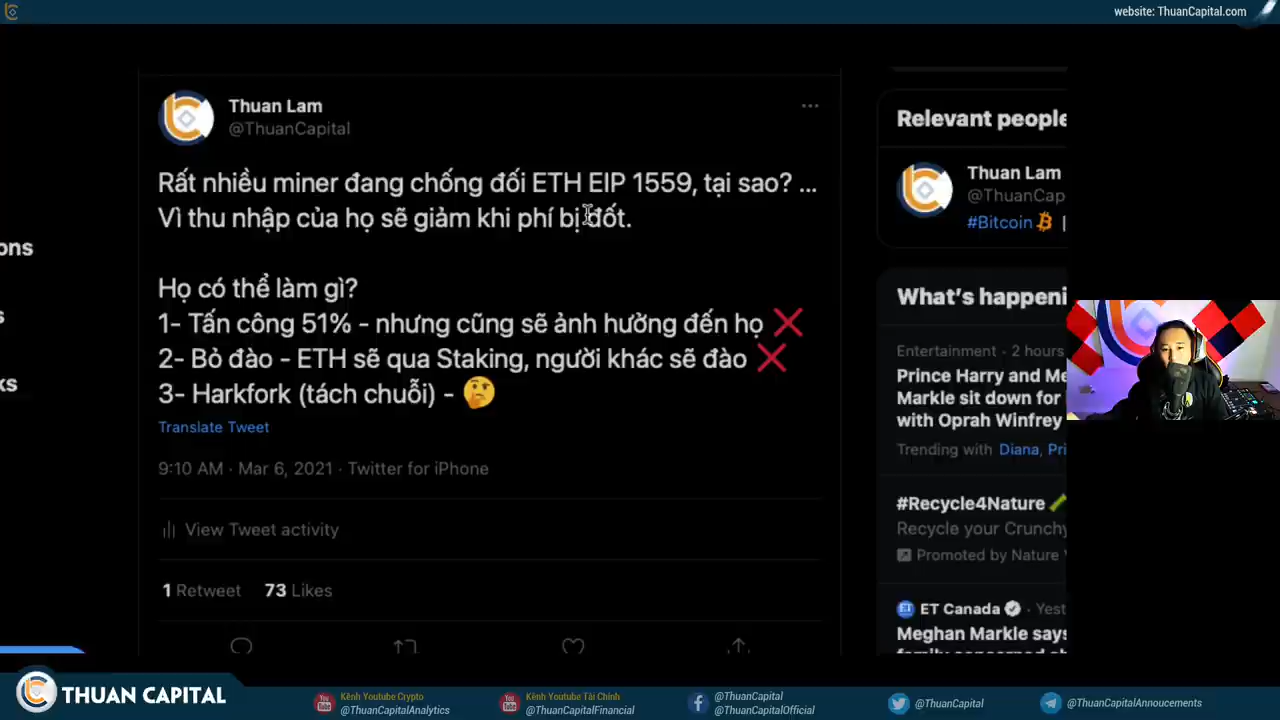 website: ThuanCapital.com
Thuan Lam
@ThuanCapital
Rất nhiều miner đang chống đối ETH EIP 1559, tại sao? ...
Vì thu nhập của họ sẽ giảm khi phí bị đốt.
Họ có thể làm gì?
1- Tấn công 51% - nhưng cũng sẽ ảnh hưởng đến họ ❌
2- Bỏ đào - ETH sẽ qua Staking, người khác sẽ đào ❌
3- Harkfork (tách chuỗi) - 🤔
Translate Tweet
9:10 AM · Mar 6, 2021 · Twitter for iPhone
View Tweet activity
1 Retweet 73 Likes
ons
s
ks
Relevant people
Thuan Lam
@ThuanCap
#Bitcoin
What's happeni
Entertainment · 2 hours
Prince Harry and Me
Markle sit down for
with Oprah Winfrey
Trending with Diana, Pri
#Recycle4Nature
Recycle your Crunchy
Promoted by Nature
ET Canada · Yest
Meghan Markle says
THUAN CAPITAL
Kênh Youtube Crypto
@ThuanCapitalAnalytics
Kênh Youtube Tài Chính
@ThuanCapitalFinancial
@ThuanCapital
@ThuanCapitalOfficial
@ThuanCapital
@ThuanCapitalAnnoucements